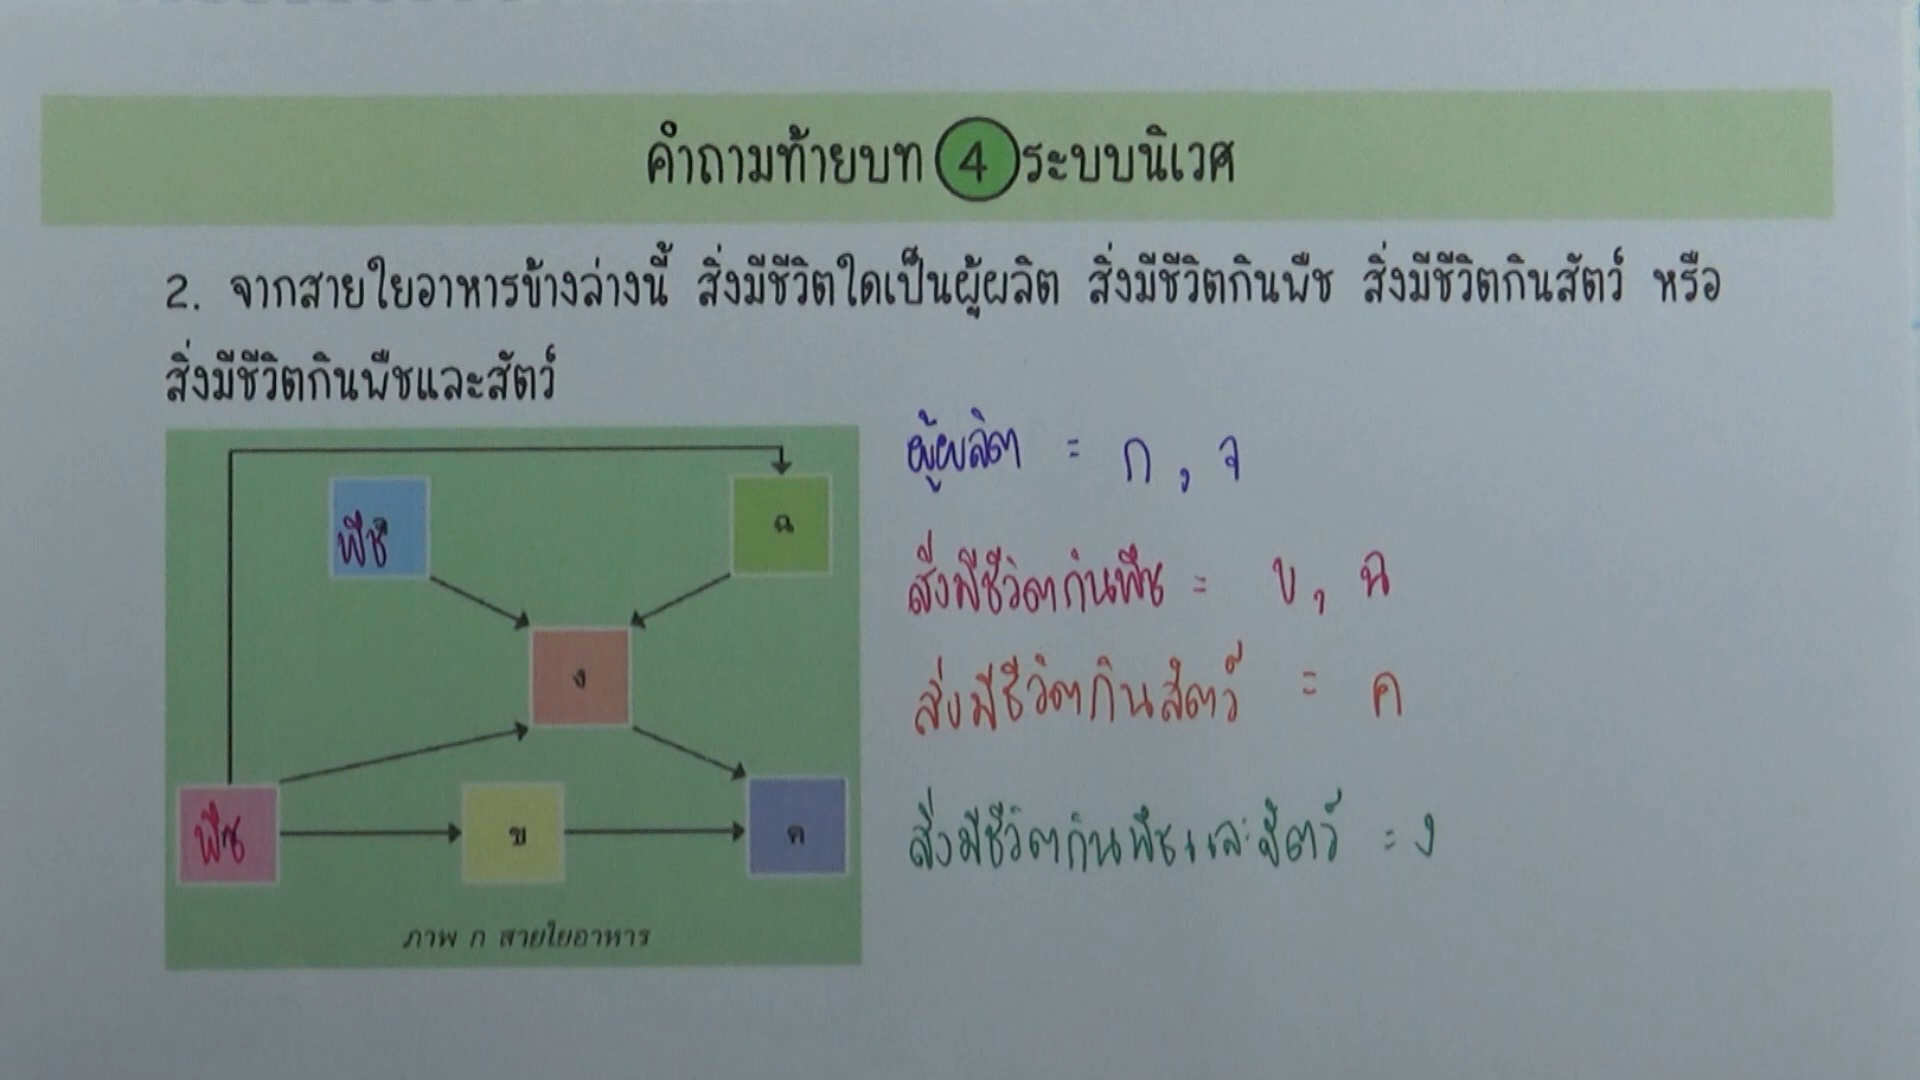 คำถามท้ายบท 4 ระบบนิเวศ
2. จากสายใยอาหารข้างล่างนี้ สิ่งมีชีวิตใดเป็นผู้ผลิต สิ่งมีชีวิตกินพืช สิ่งมีชีวิตกินสัตว์ หรือ
สิ่งมีชีวิตกินพืชและสัตว์
ผู้ผลิต = ก , จ
พืช
ฉ
สิ่งมีชีวิตกินพืช = ข , ฉ
ง
สิ่งมีชีวิตกินสัตว์ = ค
พืช
ข
ค
สิ่งมีชีวิตกินพืชและสัตว์ = ง
ภาพ ก สายใยอาหาร